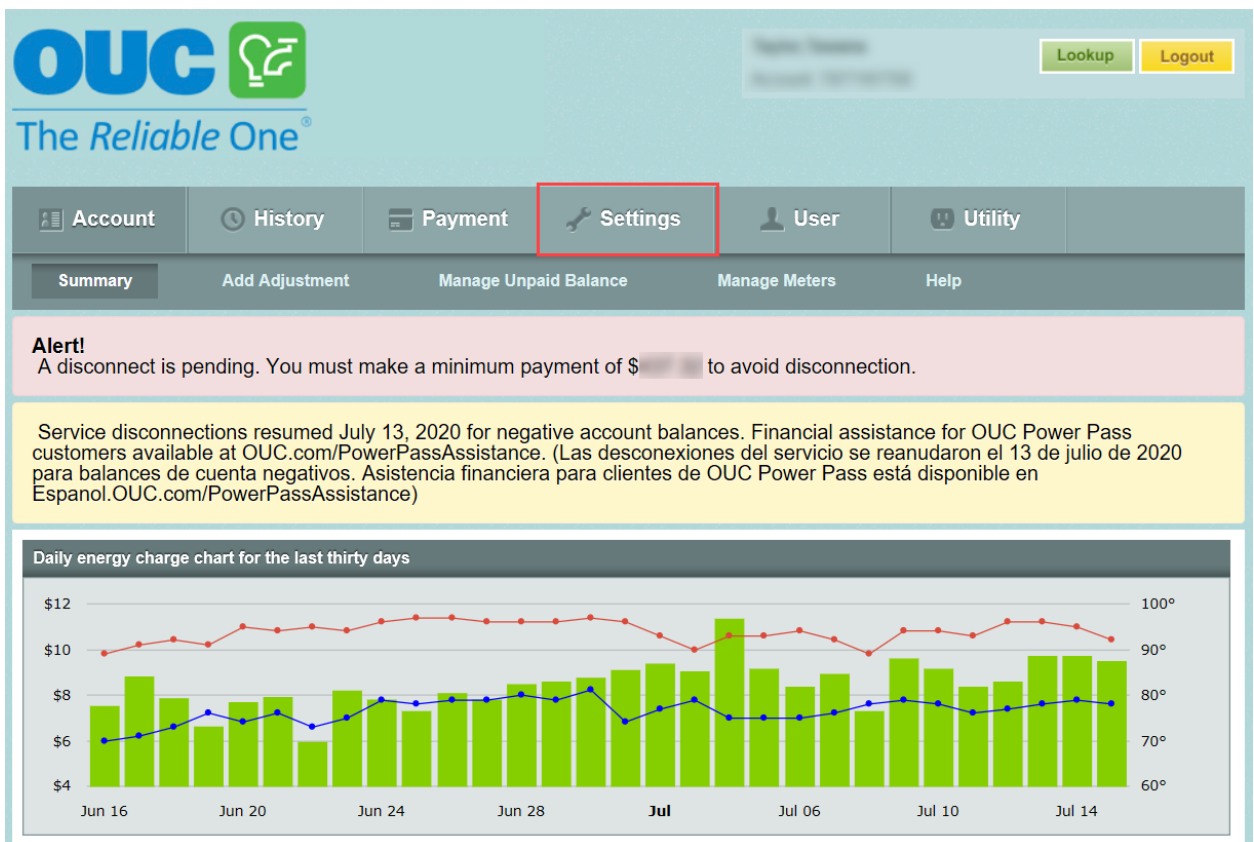 OUC
The Reliable One®
Lookup Logout
Account History Payment Settings User Utility
Summary Add Adjustment Manage Unpaid Balance Manage Meters Help
Alert!
A disconnect is pending. You must make a minimum payment of $ to avoid disconnection.
Service disconnections resumed July 13, 2020 for negative account balances. Financial assistance for OUC Power Pass
customers available at OUC.com/PowerPassAssistance. (Las desconexiones del servicio se reanudaron el 13 de julio de 2020
para balances de cuenta negativos. Asistencia financiera para clientes de OUC Power Pass está disponible en
Espanol.OUC.com/PowerPassAssistance)
Daily energy charge chart for the last thirty days
$12 100°
$10 90°
$8 80°
$6 70°
$4 60°
Jun 16 Jun 20 Jun 24 Jun 28 Jul Jul 06 Jul 10 Jul 14